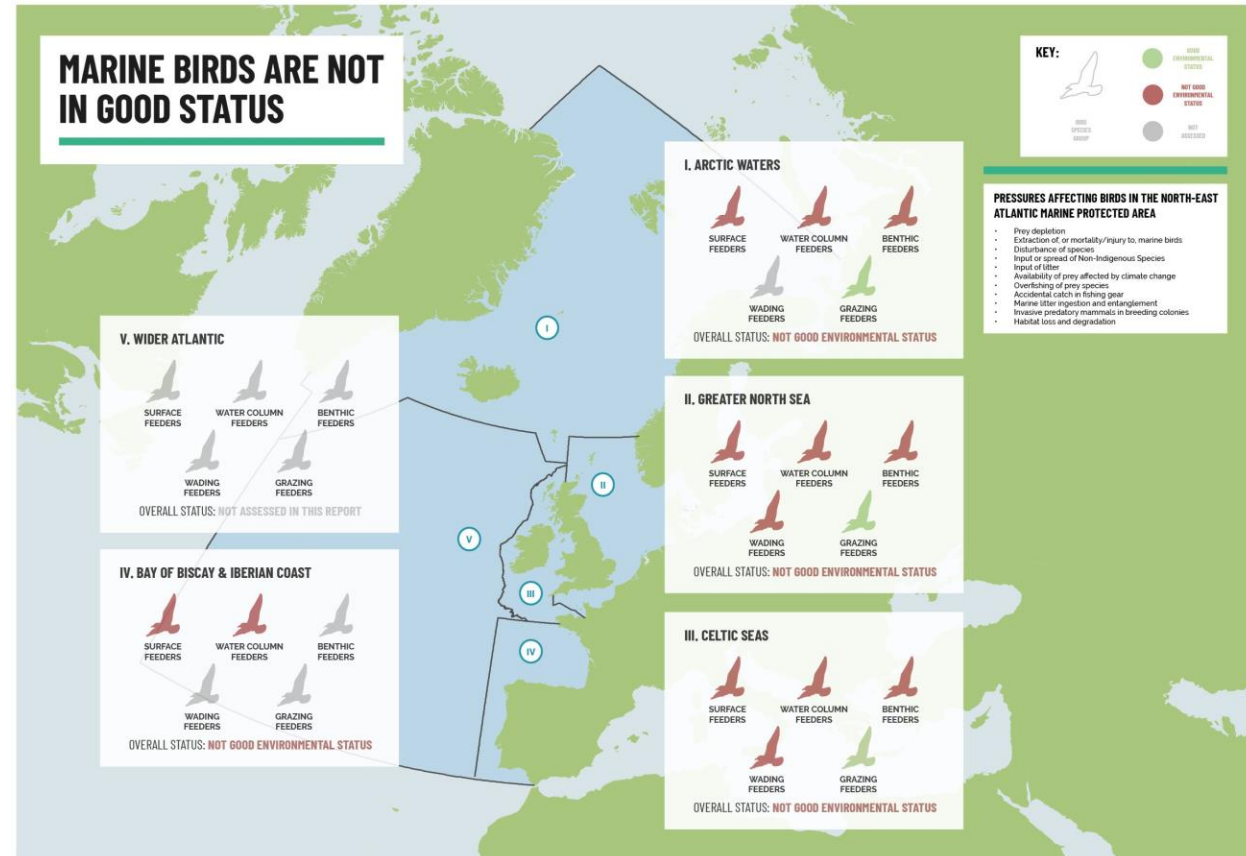 MARINE BIRDS ARE NOT
IN GOOD STATUS
KEY:
BIRD
SPECIES
GROUP
GOOD
ENVIRONMENTAL
STATUS
NOT GOOD
ENVIRONMENTAL
STATUS
NOT
ASSESSED
PRESSURES AFFECTING BIRDS IN THE NORTH-EAST
ATLANTIC MARINE PROTECTED AREA
• Prey depletion
• Extraction of, or mortality/injury to, marine birds
• Disturbance of species
• Input or spread of Non-Indigenous Species
• Input of litter
• Availability of prey affected by climate change
• Overfishing of prey species
• Accidental catch in fishing gear
• Marine litter ingestion and entanglement
• Invasive predatory mammals in breeding colonies
• Habitat loss and degradation
I. ARCTIC WATERS
SURFACE
FEEDERS
WATER COLUMN
FEEDERS
BENTHIC
FEEDERS
WADING
FEEDERS
GRAZING
FEEDERS
OVERALL STATUS: NOT GOOD ENVIRONMENTAL STATUS
II. GREATER NORTH SEA
SURFACE
FEEDERS
WATER COLUMN
FEEDERS
BENTHIC
FEEDERS
WADING
FEEDERS
GRAZING
FEEDERS
OVERALL STATUS: NOT GOOD ENVIRONMENTAL STATUS
III. CELTIC SEAS
SURFACE
FEEDERS
WATER COLUMN
FEEDERS
BENTHIC
FEEDERS
WADING
FEEDERS
GRAZING
FEEDERS
OVERALL STATUS: NOT GOOD ENVIRONMENTAL STATUS
V. WIDER ATLANTIC
SURFACE
FEEDERS
WATER COLUMN
FEEDERS
BENTHIC
FEEDERS
WADING
FEEDERS
GRAZING
FEEDERS
OVERALL STATUS: NOT ASSESSED IN THIS REPORT
IV. BAY OF BISCAY & IBERIAN COAST
SURFACE
FEEDERS
WATER COLUMN
FEEDERS
BENTHIC
FEEDERS
WADING
FEEDERS
GRAZING
FEEDERS
OVERALL STATUS: NOT GOOD ENVIRONMENTAL STATUS
I
II
V
III
IV